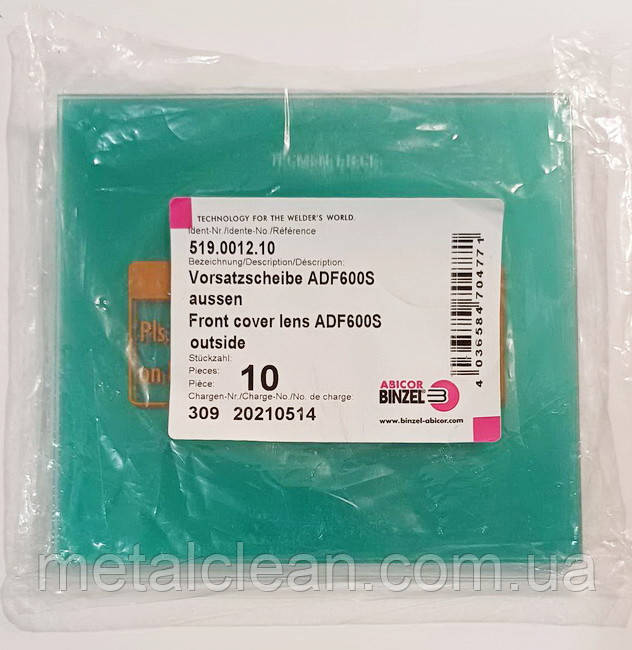 TECHNOLOGY FOR THE WELDER'S WORLD.
Ident-Nr./Idente-No./Référence
519.0012.10
Bezeichnung/Description/Déscription:
Vorsatzscheibe ADF600S
aussen
Front cover lens ADF600S
outside
Stückzahl:
Pieces:
Pièce:
10
Chargen-Nr./Charge-No./No. de charge:
309 20210514
4 036584 704771
ABICOR
BINZEL
www.binzel-abicor.com
Pls
on
metalclean.com.ua